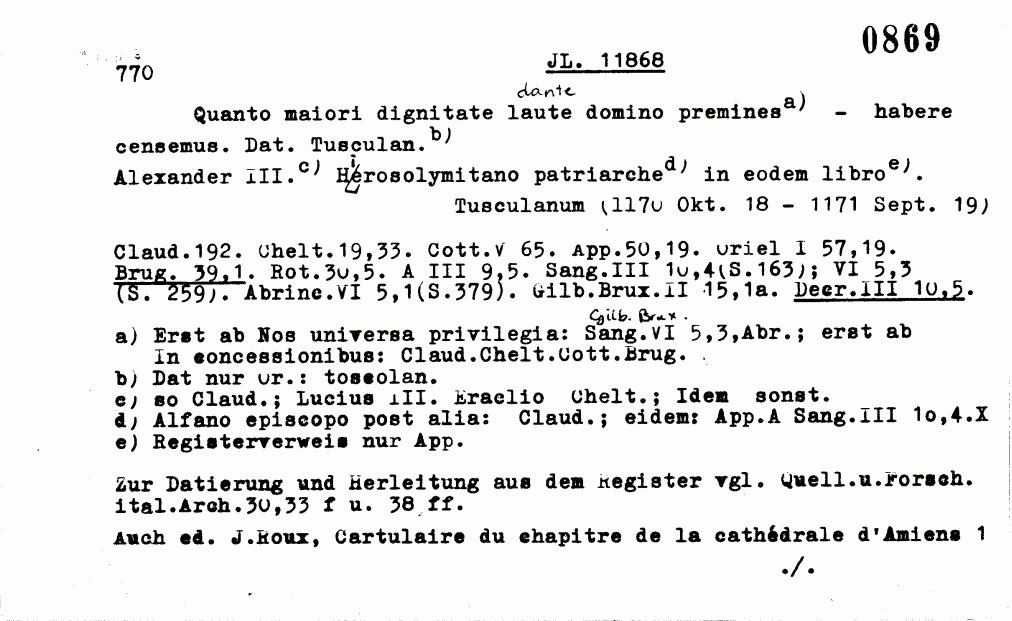 0869
770 JL. 11868
dante
Quanto maiori dignitate laute domino premines a) - habere
censemus. Dat. Tusculan. b)
Alexander III. c) Hierosolymitano patriarche d) in eodem libro e).
Tusculanum (1170 Okt. 18 - 1171 Sept. 19)
Claud.192. Chelt.19,33. Cott.V 65. App.50,19. Oriel I 57,19.
Brug. 39,1. Rot.30,5. A III 9,5. Sang.III 10,4(S.163); VI 5,3
(S. 259). Abrinc.VI 5,1(S.379). Gilb.Brux.II 15,1a. Decr.III 10,5.
Gilb. Brux.
a) Erst ab Nos universa privilegia: Sang.VI 5,3,Abr.; erst ab
In concessionibus: Claud.Chelt.Cott.Brug.
b) Dat nur Or.: toscolan.
c) so Claud.; Lucius III. Eraclio Chelt.; Idem sonst.
d) Alfano episcopo post alia: Claud.; eidem: App.A Sang.III 10,4.X
e) Registerverweis nur App.
Zur Datierung und Herleitung aus dem Register vgl. Quell.u.Forsch.
ital.Arch.30,33 f u. 38 ff.
Auch ed. J.Roux, Cartulaire du chapitre de la cathédrale d'Amiens 1
./.